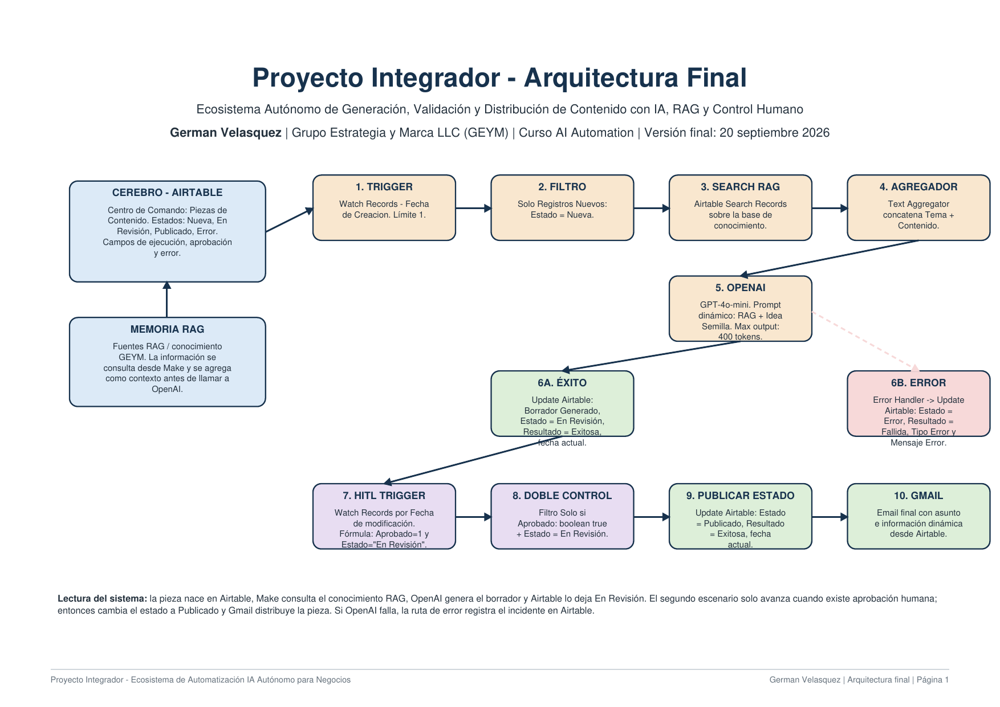 Proyecto Integrador - Arquitectura Final
Ecosistema Autónomo de Generación, Validación y Distribución de Contenido con IA, RAG y Control Humano
German Velasquez | Grupo Estrategia y Marca LLC (GEYM) | Curso AI Automation | Versión final: 20 septiembre 2026
CEREBRO - AIRTABLE
Centro de Comando: Piezas de
Contenido. Estados: Nueva, En
Revisión, Publicado, Error.
Campos de ejecución, aprobación
y error.
1. TRIGGER
Watch Records - Fecha
de Creacion. Límite 1.
2. FILTRO
Solo Registros Nuevos:
Estado = Nueva.
3. SEARCH RAG
Airtable Search Records
sobre la base de
conocimiento.
4. AGREGADOR
Text Aggregator
concatena Tema +
Contenido.
MEMORIA RAG
Fuentes RAG / conocimiento
GEYM. La información se
consulta desde Make y se agrega
como contexto antes de llamar a
OpenAI.
5. OPENAI
GPT-4o-mini. Prompt
dinámico: RAG + Idea
Semilla. Max output:
400 tokens.
6A. ÉXITO
Update Airtable:
Borrador Generado,
Estado = En Revisión,
Resultado = Exitosa,
fecha actual.
6B. ERROR
Error Handler -> Update
Airtable: Estado =
Error, Resultado =
Fallida, Tipo Error y
Mensaje Error.
7. HITL TRIGGER
Watch Records por Fecha
de modificación.
Fórmula: Aprobado=1 y
Estado="En Revisión".
8. DOBLE CONTROL
Filtro Solo si
Aprobado: boolean true
+ Estado = En Revisión.
9. PUBLICAR ESTADO
Update Airtable: Estado
= Publicado, Resultado
= Exitosa, fecha
actual.
10. GMAIL
Email final con asunto
e información dinámica
desde Airtable.
Lectura del sistema: la pieza nace en Airtable, Make consulta el conocimiento RAG, OpenAI genera el borrador y Airtable lo deja En Revisión. El segundo escenario solo avanza cuando existe aprobación humana;
entonces cambia el estado a Publicado y Gmail distribuye la pieza. Si OpenAI falla, la ruta de error registra el incidente en Airtable.
Proyecto Integrador - Ecosistema de Automatización IA Autónomo para Negocios
German Velasquez | Arquitectura final | Página 1